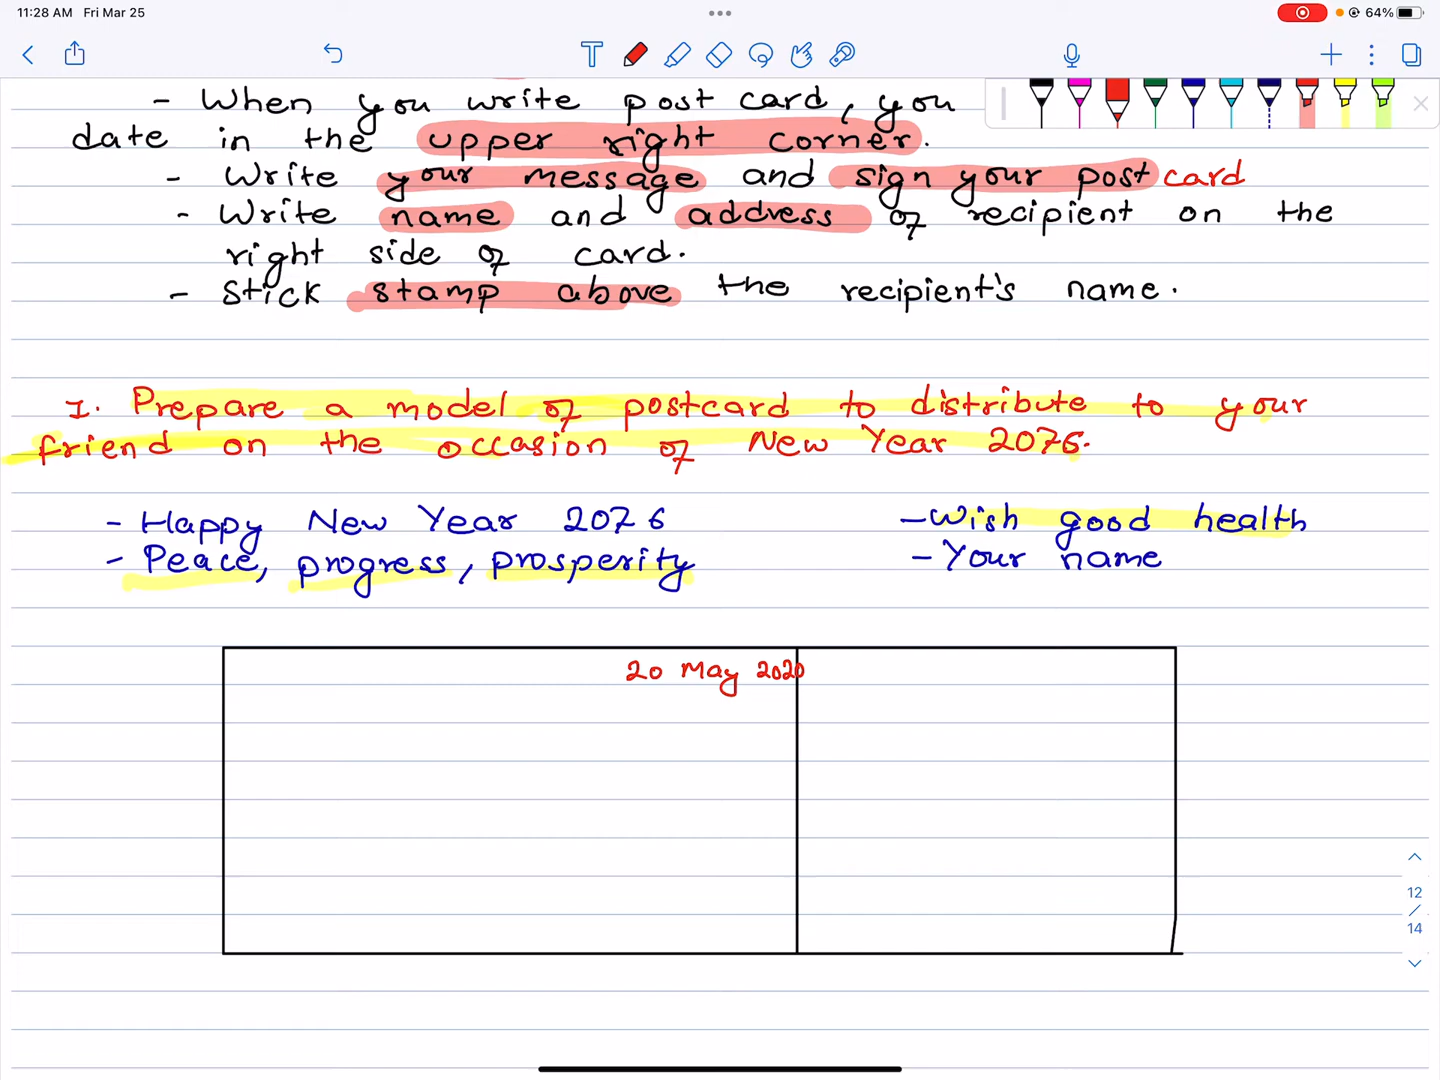 11:28 AM Fri Mar 25
64%
- When you write post card, you
date in the upper right corner.
- Write your message and sign your post card
- Write name and address of recipient on the
right side of card.
- Stick stamp above the recipient's name.
1. Prepare a model of postcard to distribute to your
friend on the occasion of New Year 2076.
- Happy New Year 2076
- Peace, progress, prosperity
- Wish good health
- Your name
20 May 2020
12
/
14